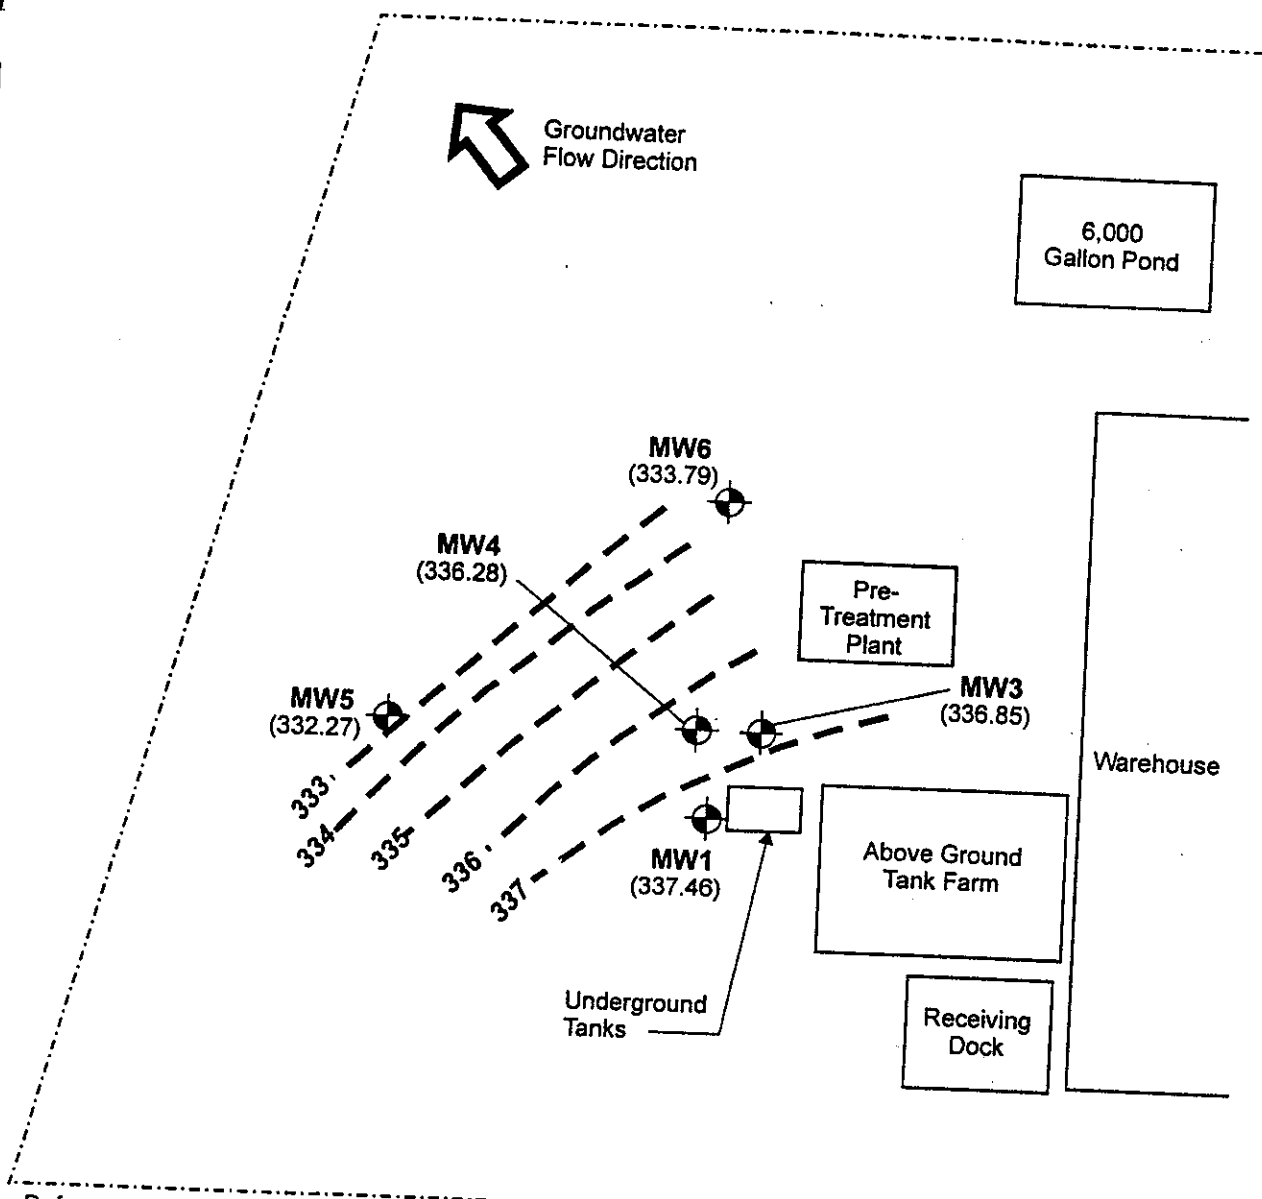 Groundwater
Flow Direction
6,000
Gallon Pond
MW6
(333.79)
MW4
(336.28)
Pre-
Treatment
Plant
MW5
(332.27)
MW3
(336.85)
333
334
335
336
337
Warehouse
MW1
(337.46)
Above Ground
Tank Farm
Underground
Tanks
Receiving
Dock